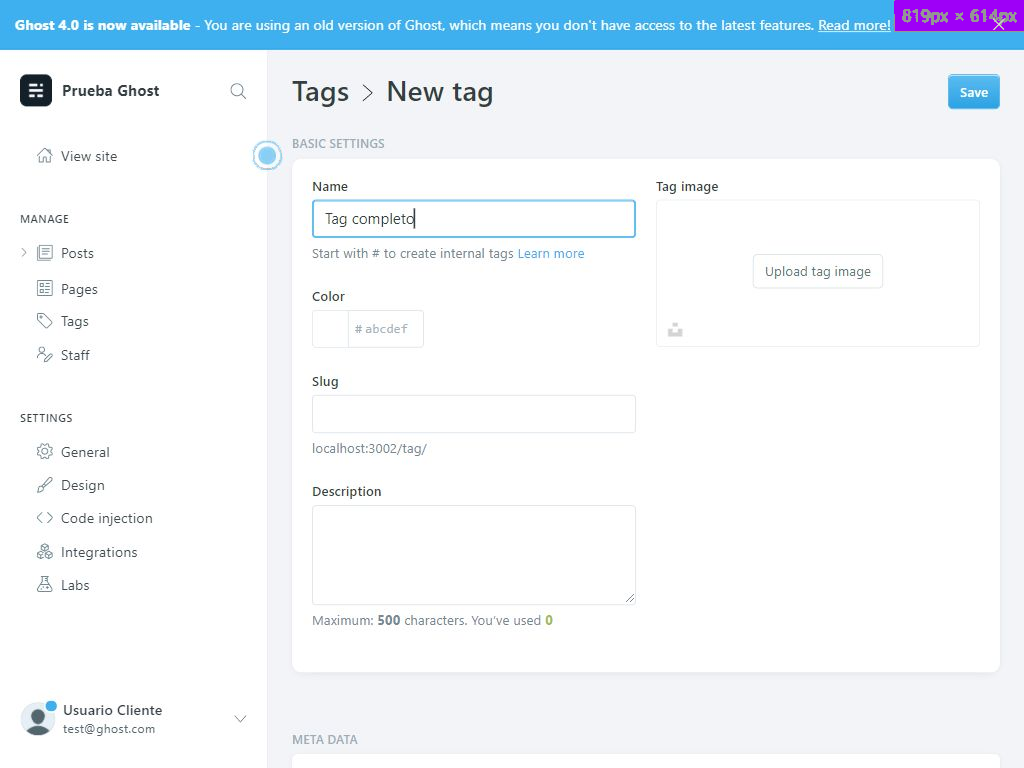 Ghost 4.0 is now available - You are using an old version of Ghost, which means you don't have access to the latest features. Read more!
819px × 614px
Prueba Ghost
Tags > New tag
Save
View site
BASIC SETTINGS
Name
Tag completo
Start with # to create internal tags Learn more
Tag image
Upload tag image
MANAGE
Posts
Pages
Tags
Staff
Color
# abcdef
Slug
localhost:3002/tag/
SETTINGS
General
Design
Code injection
Integrations
Labs
Description
Maximum: 500 characters. You've used 0
Usuario Cliente
test@ghost.com
META DATA